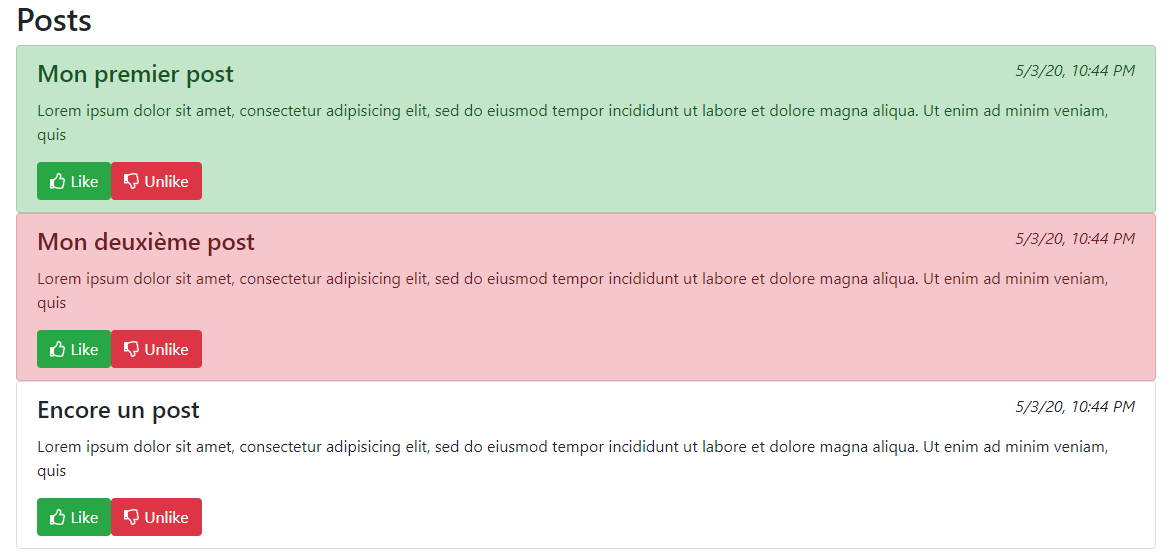 Posts
Mon premier post 5/3/20, 10:44 PM
Lorem ipsum dolor sit amet, consectetur adipisicing elit, sed do eiusmod tempor incididunt ut labore et dolore magna aliqua. Ut enim ad minim veniam,
quis
Like Unlike
Mon deuxième post 5/3/20, 10:44 PM
Lorem ipsum dolor sit amet, consectetur adipisicing elit, sed do eiusmod tempor incididunt ut labore et dolore magna aliqua. Ut enim ad minim veniam,
quis
Like Unlike
Encore un post 5/3/20, 10:44 PM
Lorem ipsum dolor sit amet, consectetur adipisicing elit, sed do eiusmod tempor incididunt ut labore et dolore magna aliqua. Ut enim ad minim veniam,
quis
Like Unlike